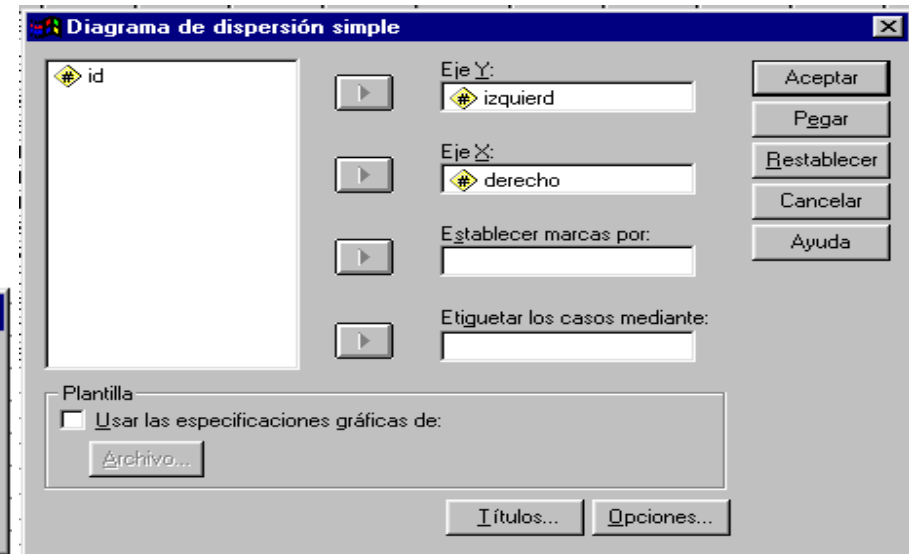 Diagrama de dispersión simple
id
Eje Y:
izquierd
Eje X:
derecho
Establecer marcas por:
Etiquetar los casos mediante:
Aceptar
Pegar
Restablecer
Cancelar
Ayuda
Plantilla
Usar las especificaciones gráficas de:
Archivo...
Títulos...
Opciones...